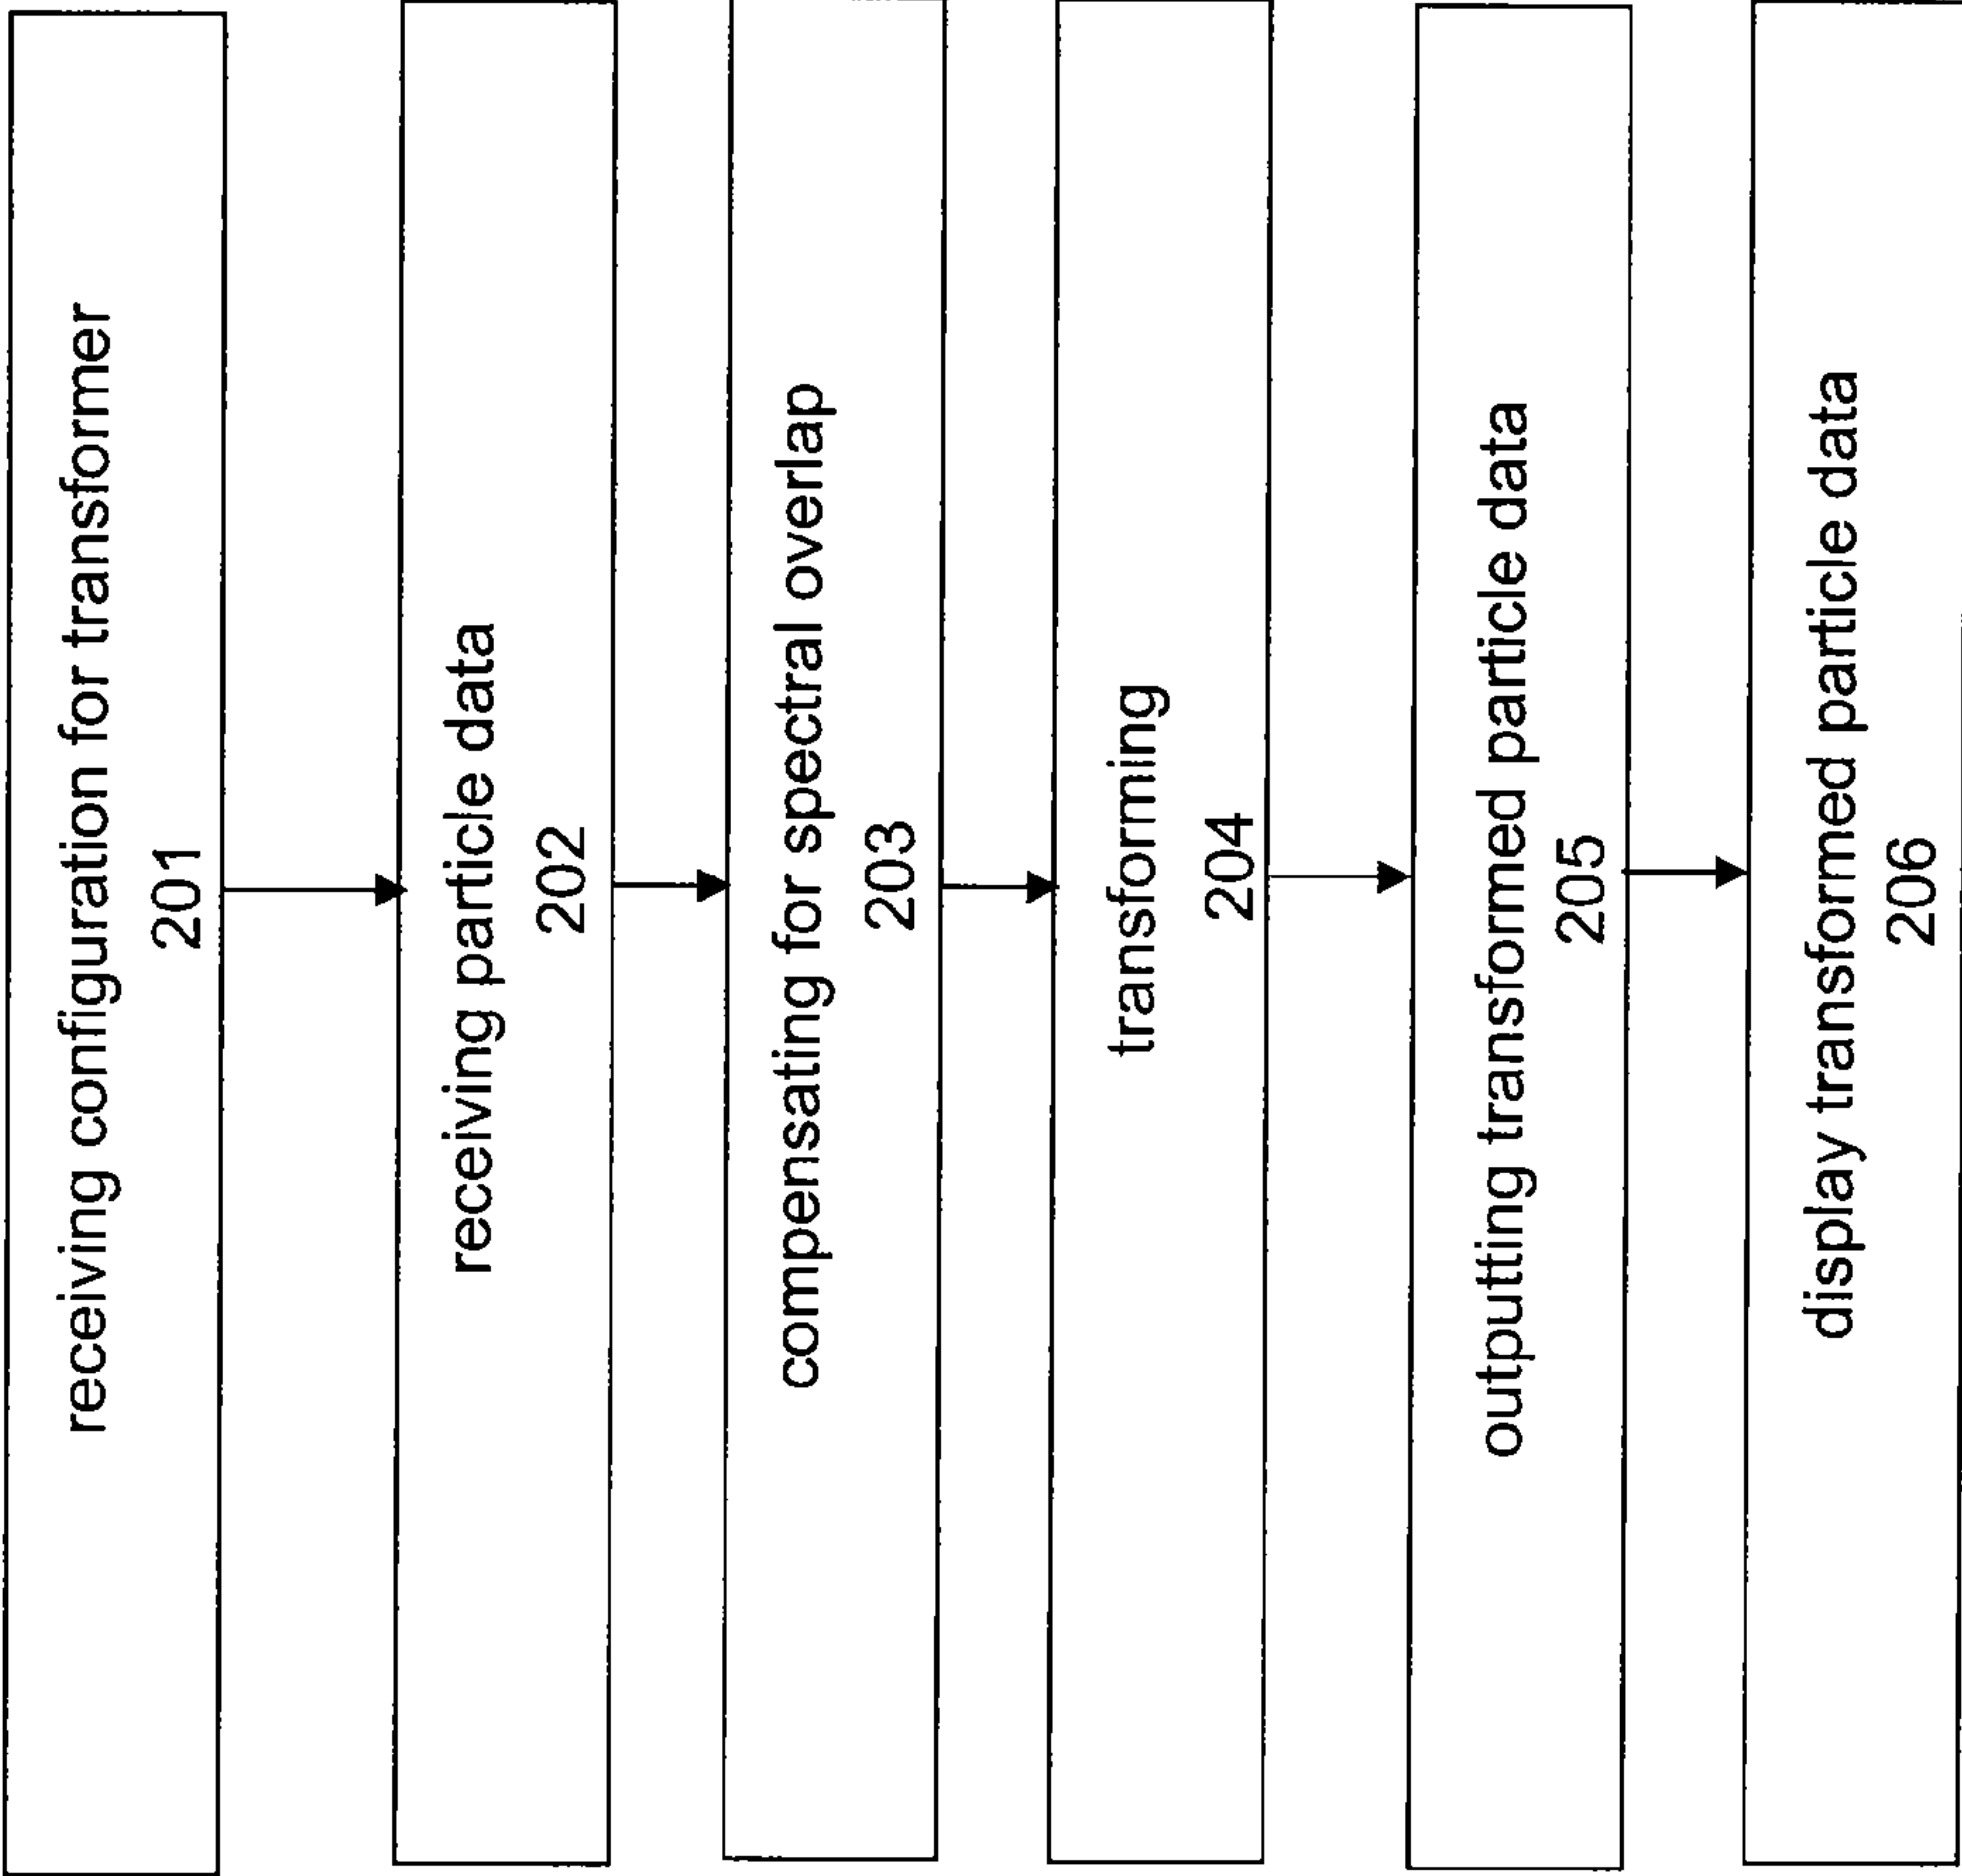 receiving configuration for transformer
201
receiving particle data
202
compensating for spectral overlap
203
transforming
204
outputting transformed particle data
205
display transformed particle data
206